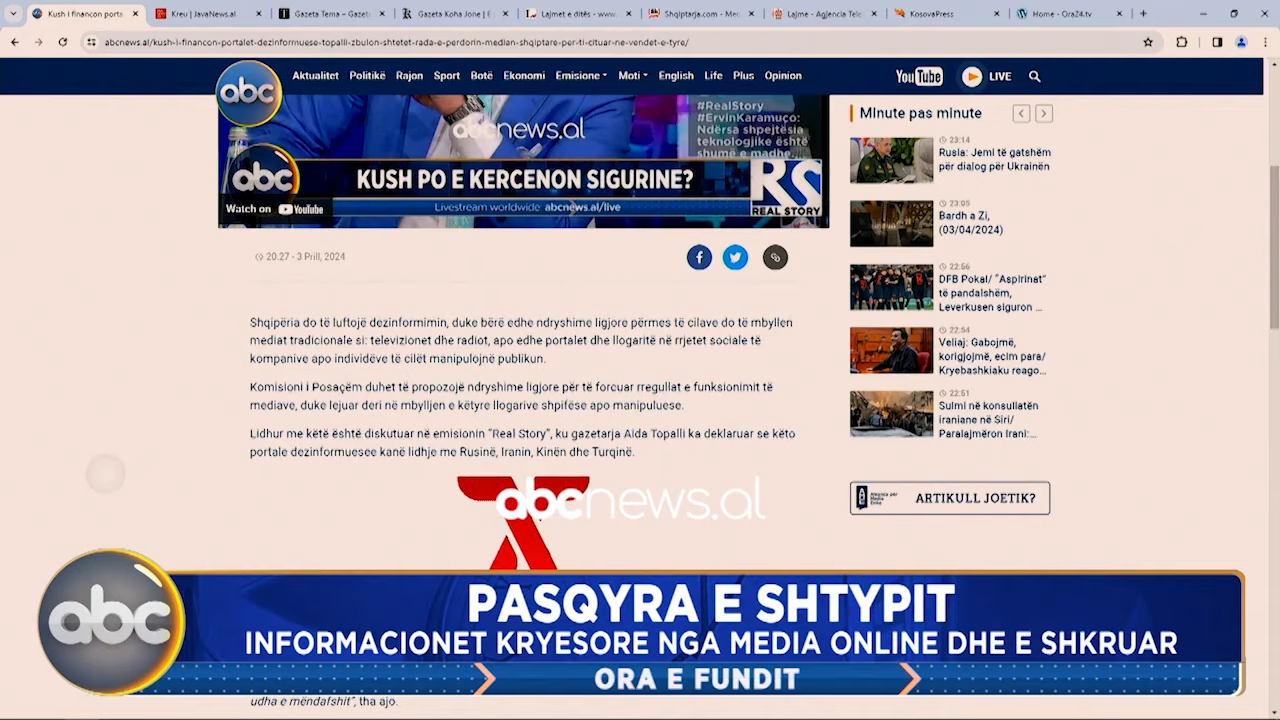 Kush i financon porta
Kreu | JavaNews.al
Gazeta Tema – Gazeta
Gazeta Koha Jone | E
Lajmet e ditës - www.
Shqiptarja.com - Me
Lajme - Agjencia Tele
KosovaPress
Home - Ora24.tv
abcnews.al/kush-i-financon-portalet-dezinformuese-topalli-zbulon-shtetet-rada-e-perdorin-median-shqiptare-per-ti-cituar-ne-vendet-e-tyre/
abc
Aktualitet Politikë Rajon Sport Botë Ekonomi Emisione Moti English Life Plus Opinion
YouTube
LIVE
abcnews.al
#RealStory
#ErvinKaramuço:
Ndërsa shpejtësia
teknologjike është
shumë e madhe...
abc
KUSH PO E KERCENON SIGURINE?
Livestream worldwide: abcnews.al/live
RS
REAL STORY
Watch on YouTube
20:27 - 3 Prill, 2024
Shqipëria do të luftojë dezinformimin, duke bërë edhe ndryshime ligjore përmes të cilave do të mbyllen
mediat tradicionale si: televizionet dhe radiot, apo edhe portalet dhe llogaritë në rrjetet sociale të
kompanive apo individëve të cilët manipulojnë publikun.
Komisioni i Posaçëm duhet të propozojë ndryshime ligjore për të forcuar rregullat e funksionimit të
mediave, duke lejuar deri në mbylljen e këtyre llogarive shpifëse apo manipuluese.
Lidhur me këtë është diskutuar në emisionin "Real Story", ku gazetarja Aida Topalli ka deklaruar se këto
portale dezinformuesee kanë lidhje me Rusinë, Iranin, Kinën dhe Turqinë.
abcnews.al
Minute pas minute
23:14
Rusia: Jemi të gatshëm
për dialog për Ukrainën
23:05
Bardh a Zi,
(03/04/2024)
22:56
DFB Pokal/ "Aspirinat"
të pandalshëm,
Leverkusen siguron ...
22:54
Veliaj: Gabojmë,
korigjojmë, ecim para/
Kryebashkiaku reago...
22:51
Sulmi në konsullatën
iraniane në Siri/
Paralajmëron Irani:...
Aleanca për
Media
Etike
ARTIKULL JOETIK?
abc
PASQYRA E SHTYPIT
INFORMACIONET KRYESORE NGA MEDIA ONLINE DHE E SHKRUAR
ORA E FUNDIT
udha e mëndafshit", tha ajo.